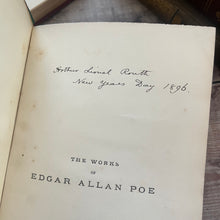 Arthur Lionel Routh
New Years Day 1896
THE WORKS
OF
EDGAR ALLAN POE